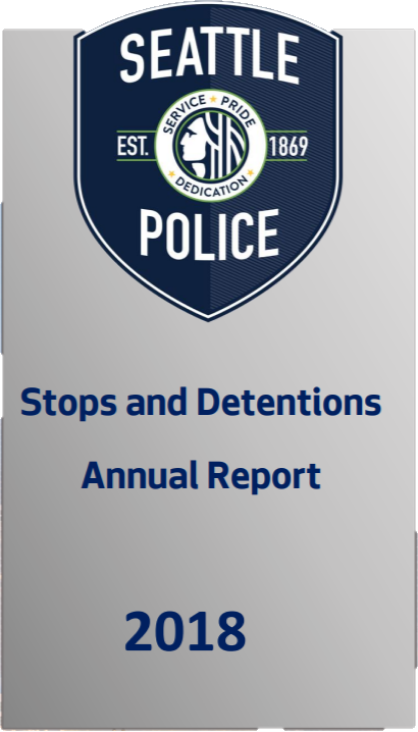 SEATTLE
SERVICE ★ PRIDE
EST. 1869
★ DEDICATION ★
POLICE
Stops and Detentions
Annual Report
2018